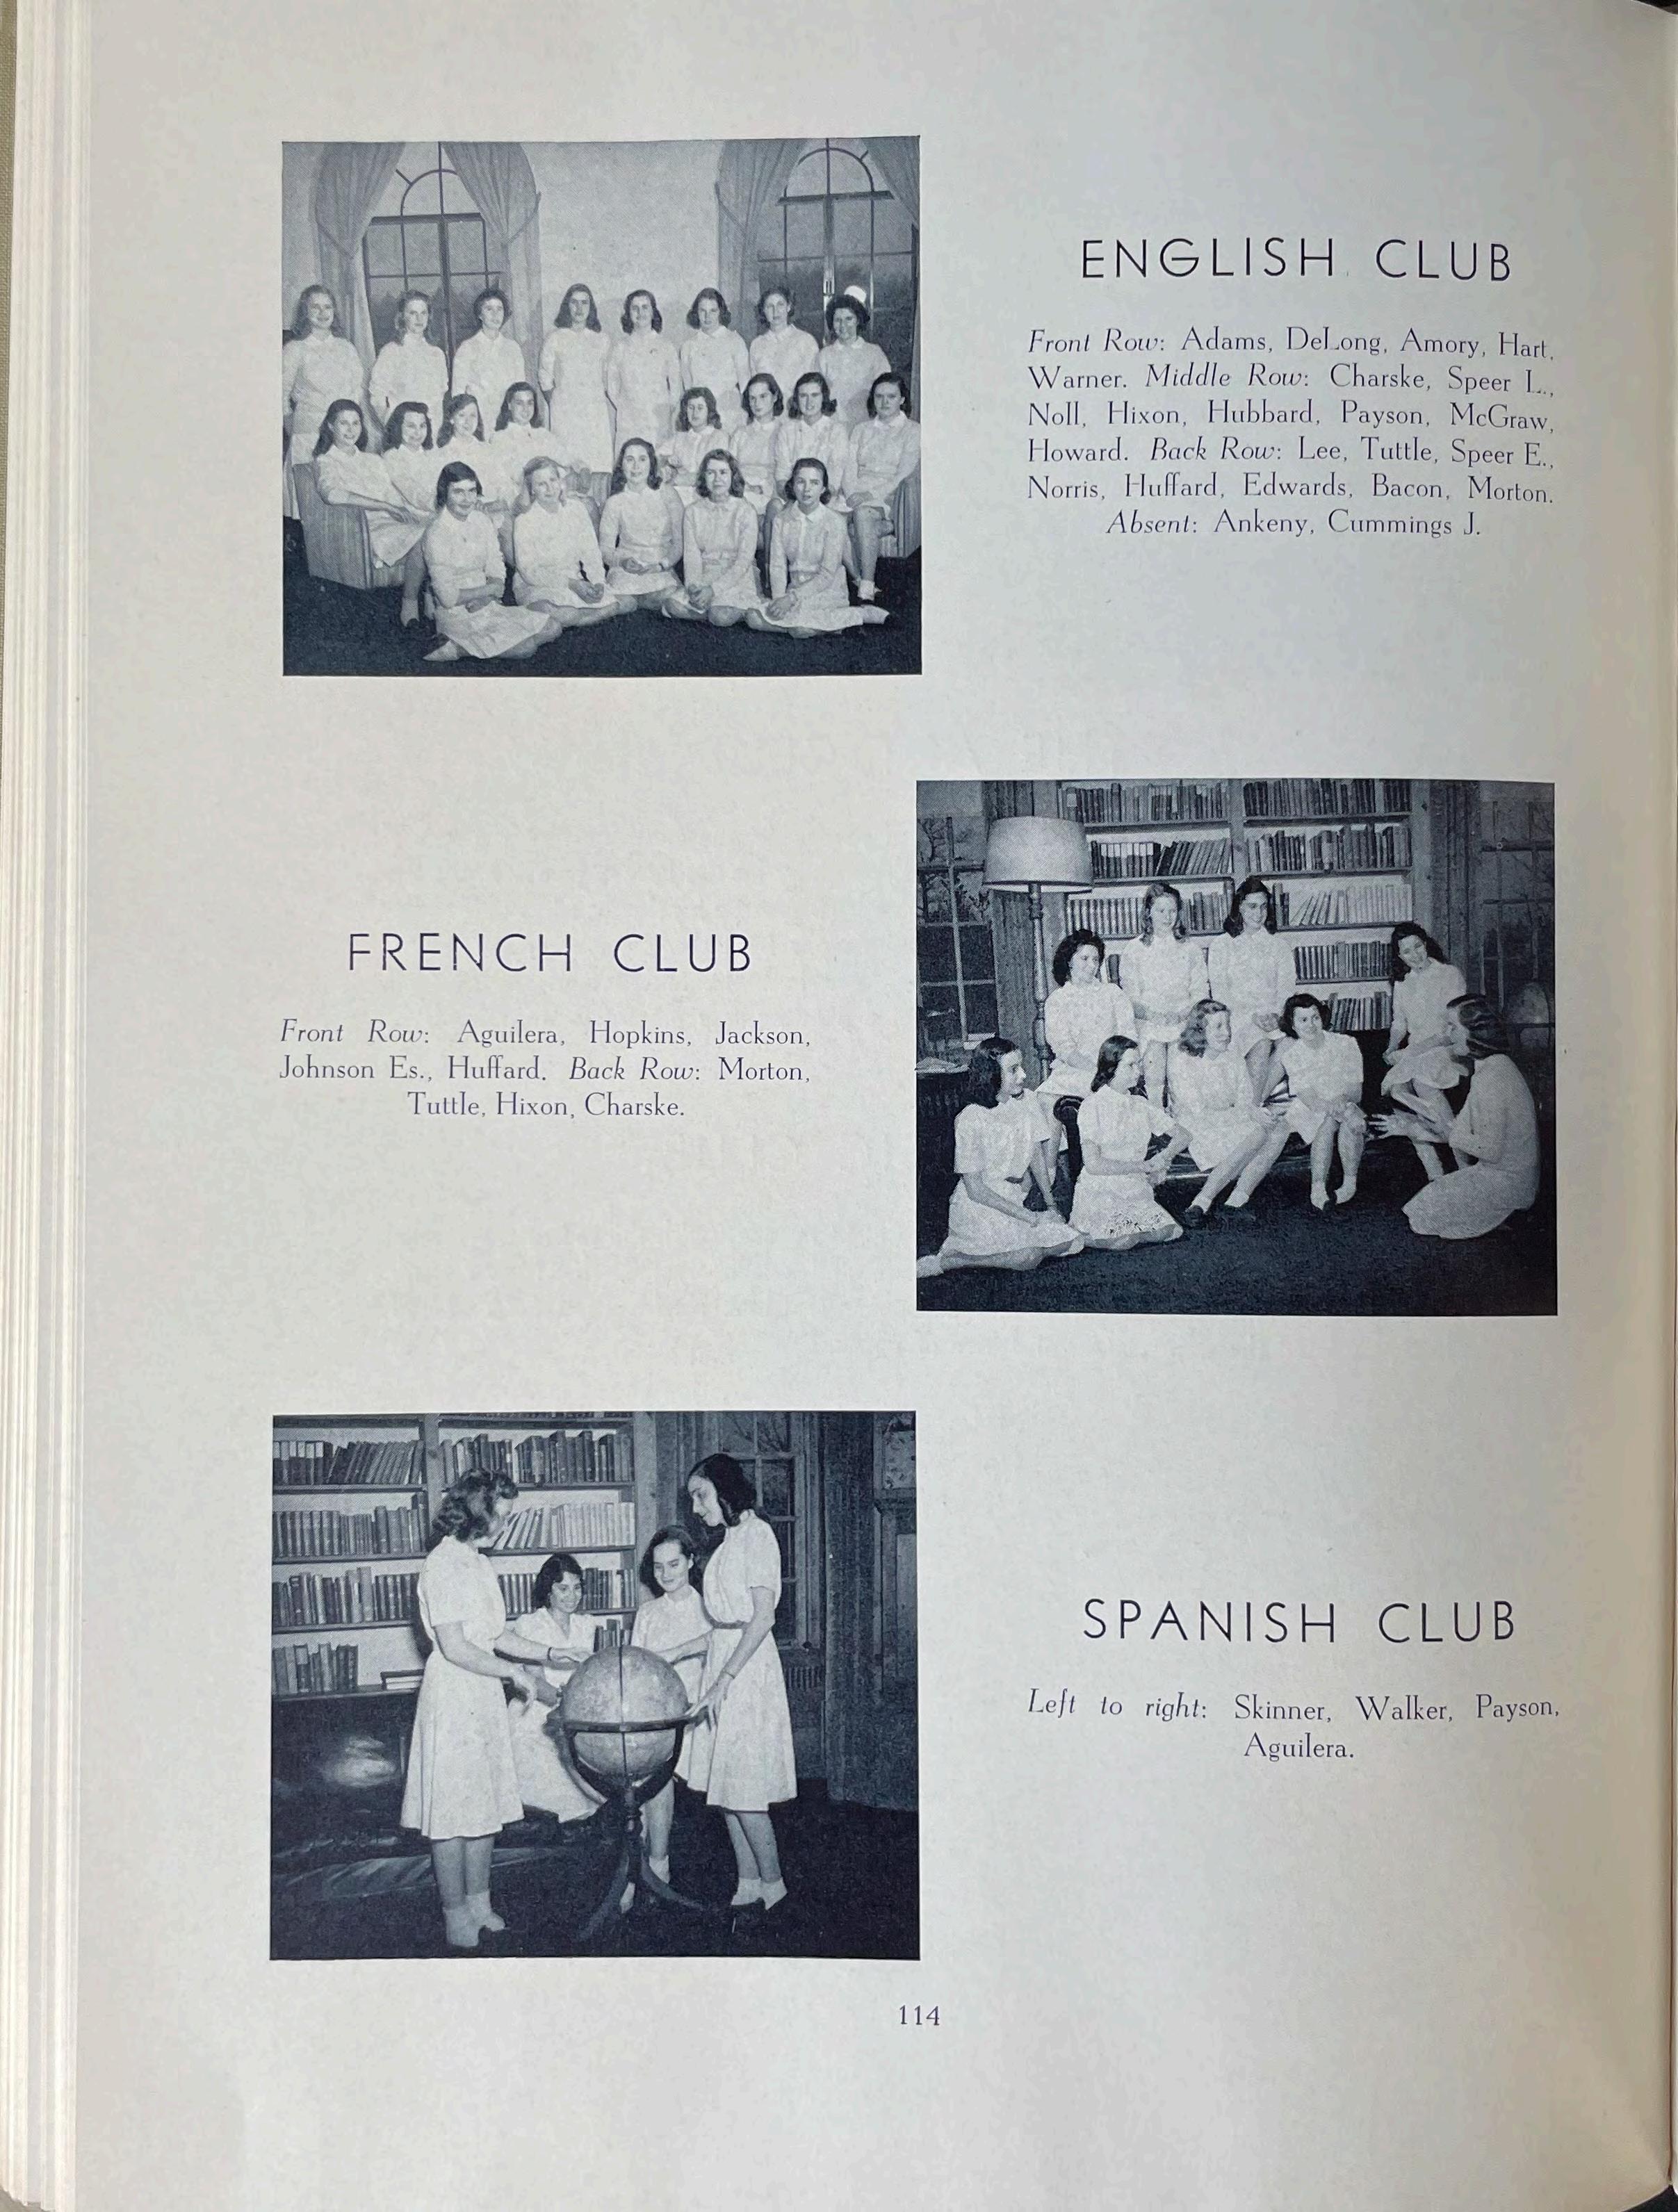 ENGLISH CLUB
Front Row: Adams, DeLong, Amory, Hart,
Warner. Middle Row: Charske, Speer L.,
Noll, Hixon, Hubbard, Payson, McGraw,
Howard. Back Row: Lee, Tuttle, Speer E.,
Norris, Huffard, Edwards, Bacon, Morton.
Absent: Ankeny, Cummings J.
FRENCH CLUB
Front Row: Aguilera, Hopkins, Jackson,
Johnson Es., Huffard. Back Row: Morton,
Tuttle, Hixon, Charske.
SPANISH CLUB
Left to right: Skinner, Walker, Payson,
Aguilera.
114